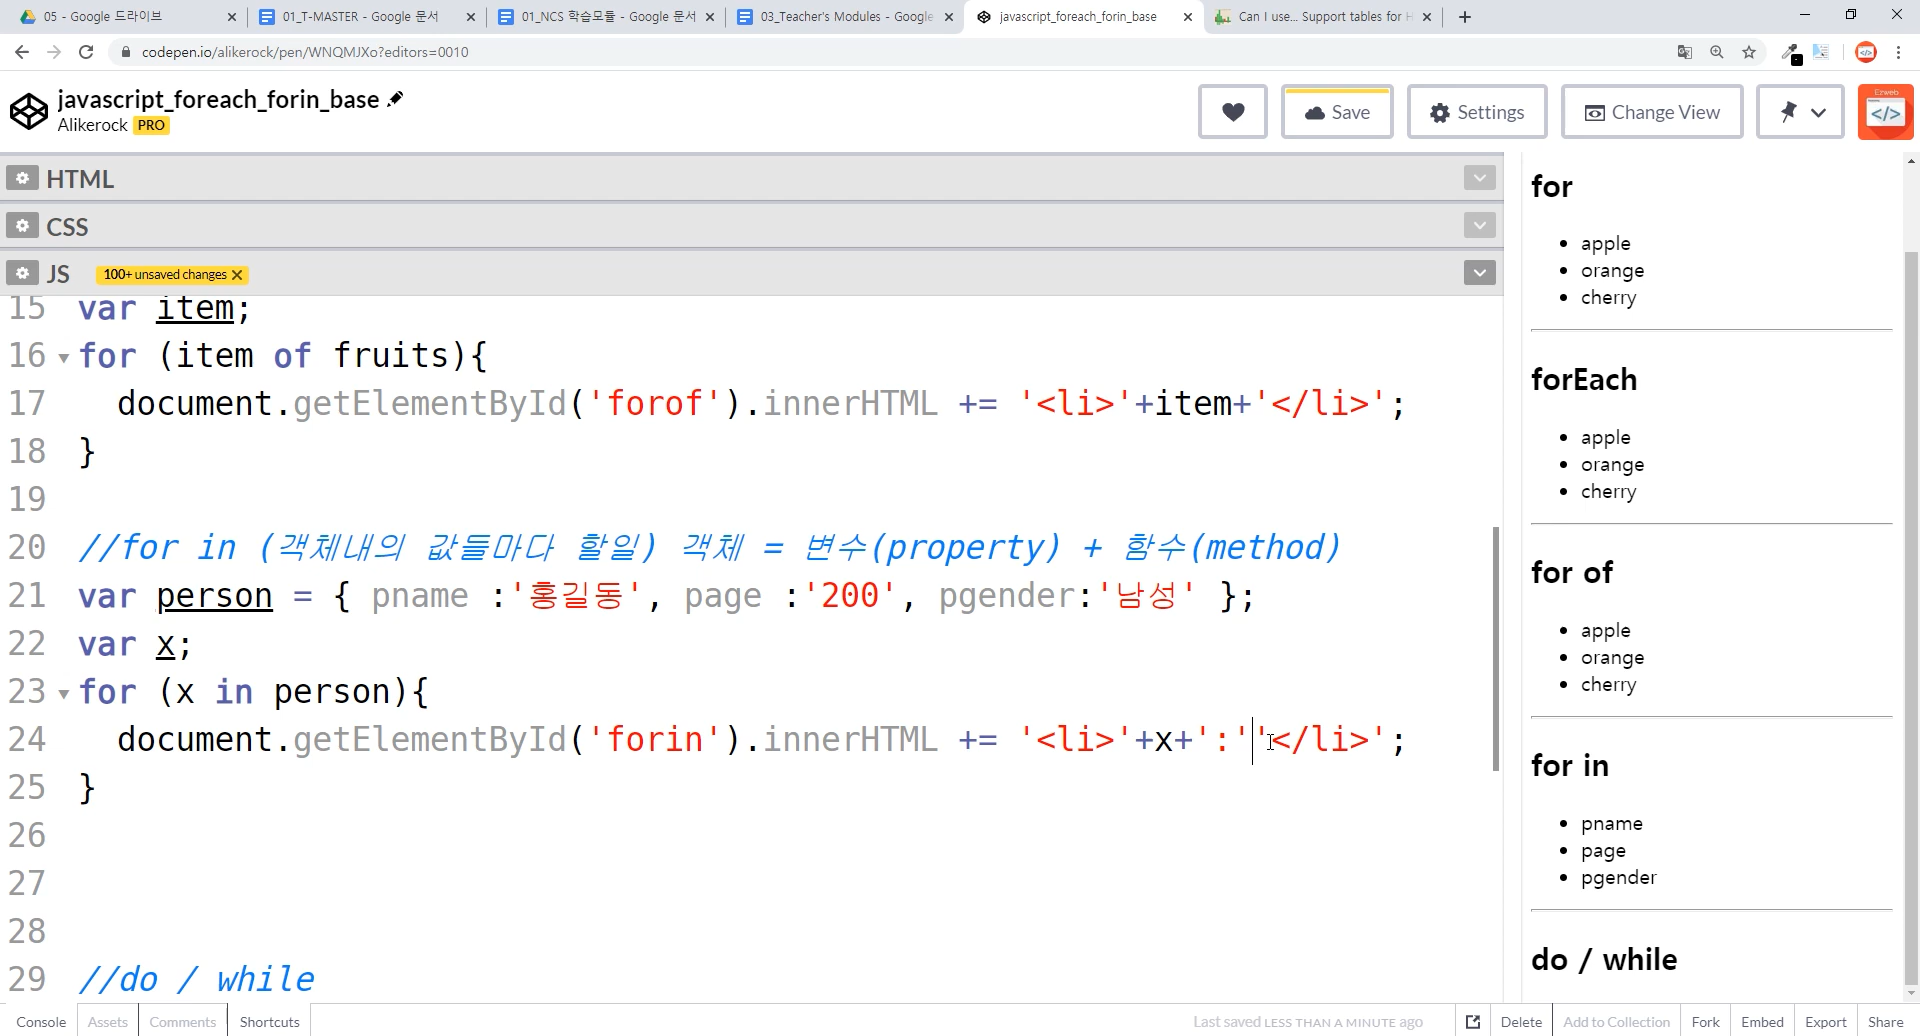 05 - Google 드라이브
01_T-MASTER - Google 문서
01_NCS 학습모듈 - Google 문서
03_Teacher's Modules - Google
javascript_foreach_forin_base
Can I use... Support tables for H
codepen.io/alikerock/pen/WNQMJXo?editors=0010
javascript_foreach_forin_base
Alikerock PRO
Save
Settings
Change View
Ezweb
HTML
CSS
JS 100+ unsaved changes
15 var item;
16 for (item of fruits){
17 document.getElementById('forof').innerHTML += '<li>'+item+'</li>';
18 }
19
20 //for in (객체내의 값들마다 할일) 객체 = 변수(property) + 함수(method)
21 var person = { pname :'홍길동', page :'200', pgender:'남성' };
22 var x;
23 for (x in person){
24 document.getElementById('forin').innerHTML += '<li>'+x+':''</li>';
25 }
26
27
28
29 //do / while
for
apple
orange
cherry
forEach
apple
orange
cherry
for of
apple
orange
cherry
for in
pname
page
pgender
do / while
Console
Assets
Comments
Shortcuts
Last saved LESS THAN A MINUTE ago
Delete
Add to Collection
Fork
Embed
Export
Share